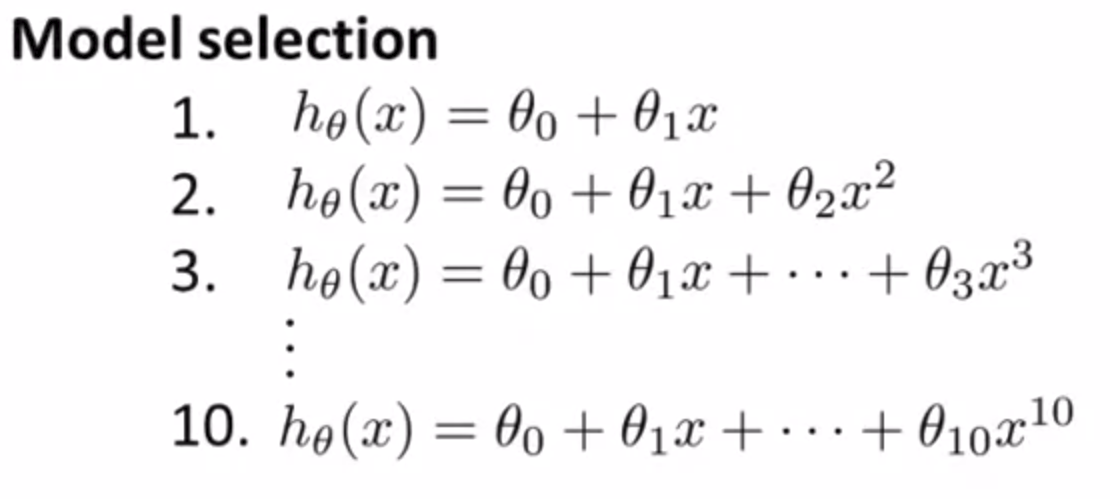 Model selection
1. hθ(x) = θ₀ + θ₁x
2. hθ(x) = θ₀ + θ₁x + θ₂x²
3. hθ(x) = θ₀ + θ₁x + ⋯ + θ₃x³
⋮
10. hθ(x) = θ₀ + θ₁x + ⋯ + θ₁₀x¹⁰